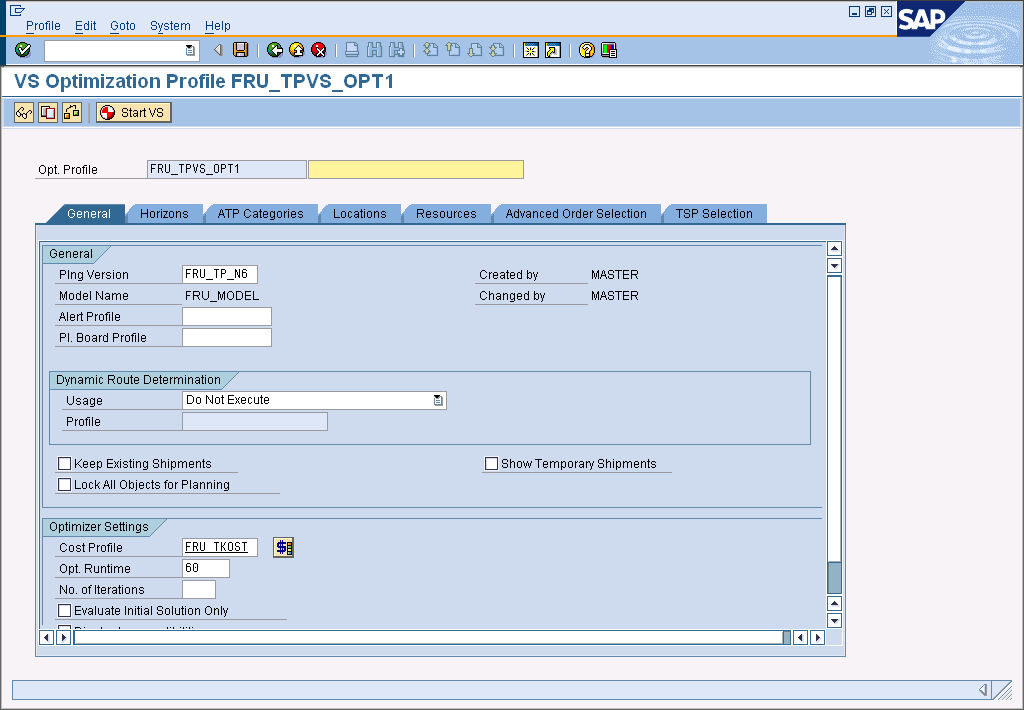 Profile Edit Goto System Help
SAP
VS Optimization Profile FRU_TPVS_OPT1
Start VS
Opt. Profile FRU_TPVS_OPT1
General Horizons ATP Categories Locations Resources Advanced Order Selection TSP Selection
General
Plng Version FRU_TP_N6 Created by MASTER
Model Name FRU_MODEL Changed by MASTER
Alert Profile
Pl. Board Profile
Dynamic Route Determination
Usage Do Not Execute
Profile
Keep Existing Shipments Show Temporary Shipments
Lock All Objects for Planning
Optimizer Settings
Cost Profile FRU_TKOST
Opt. Runtime 60
No. of Iterations
Evaluate Initial Solution Only